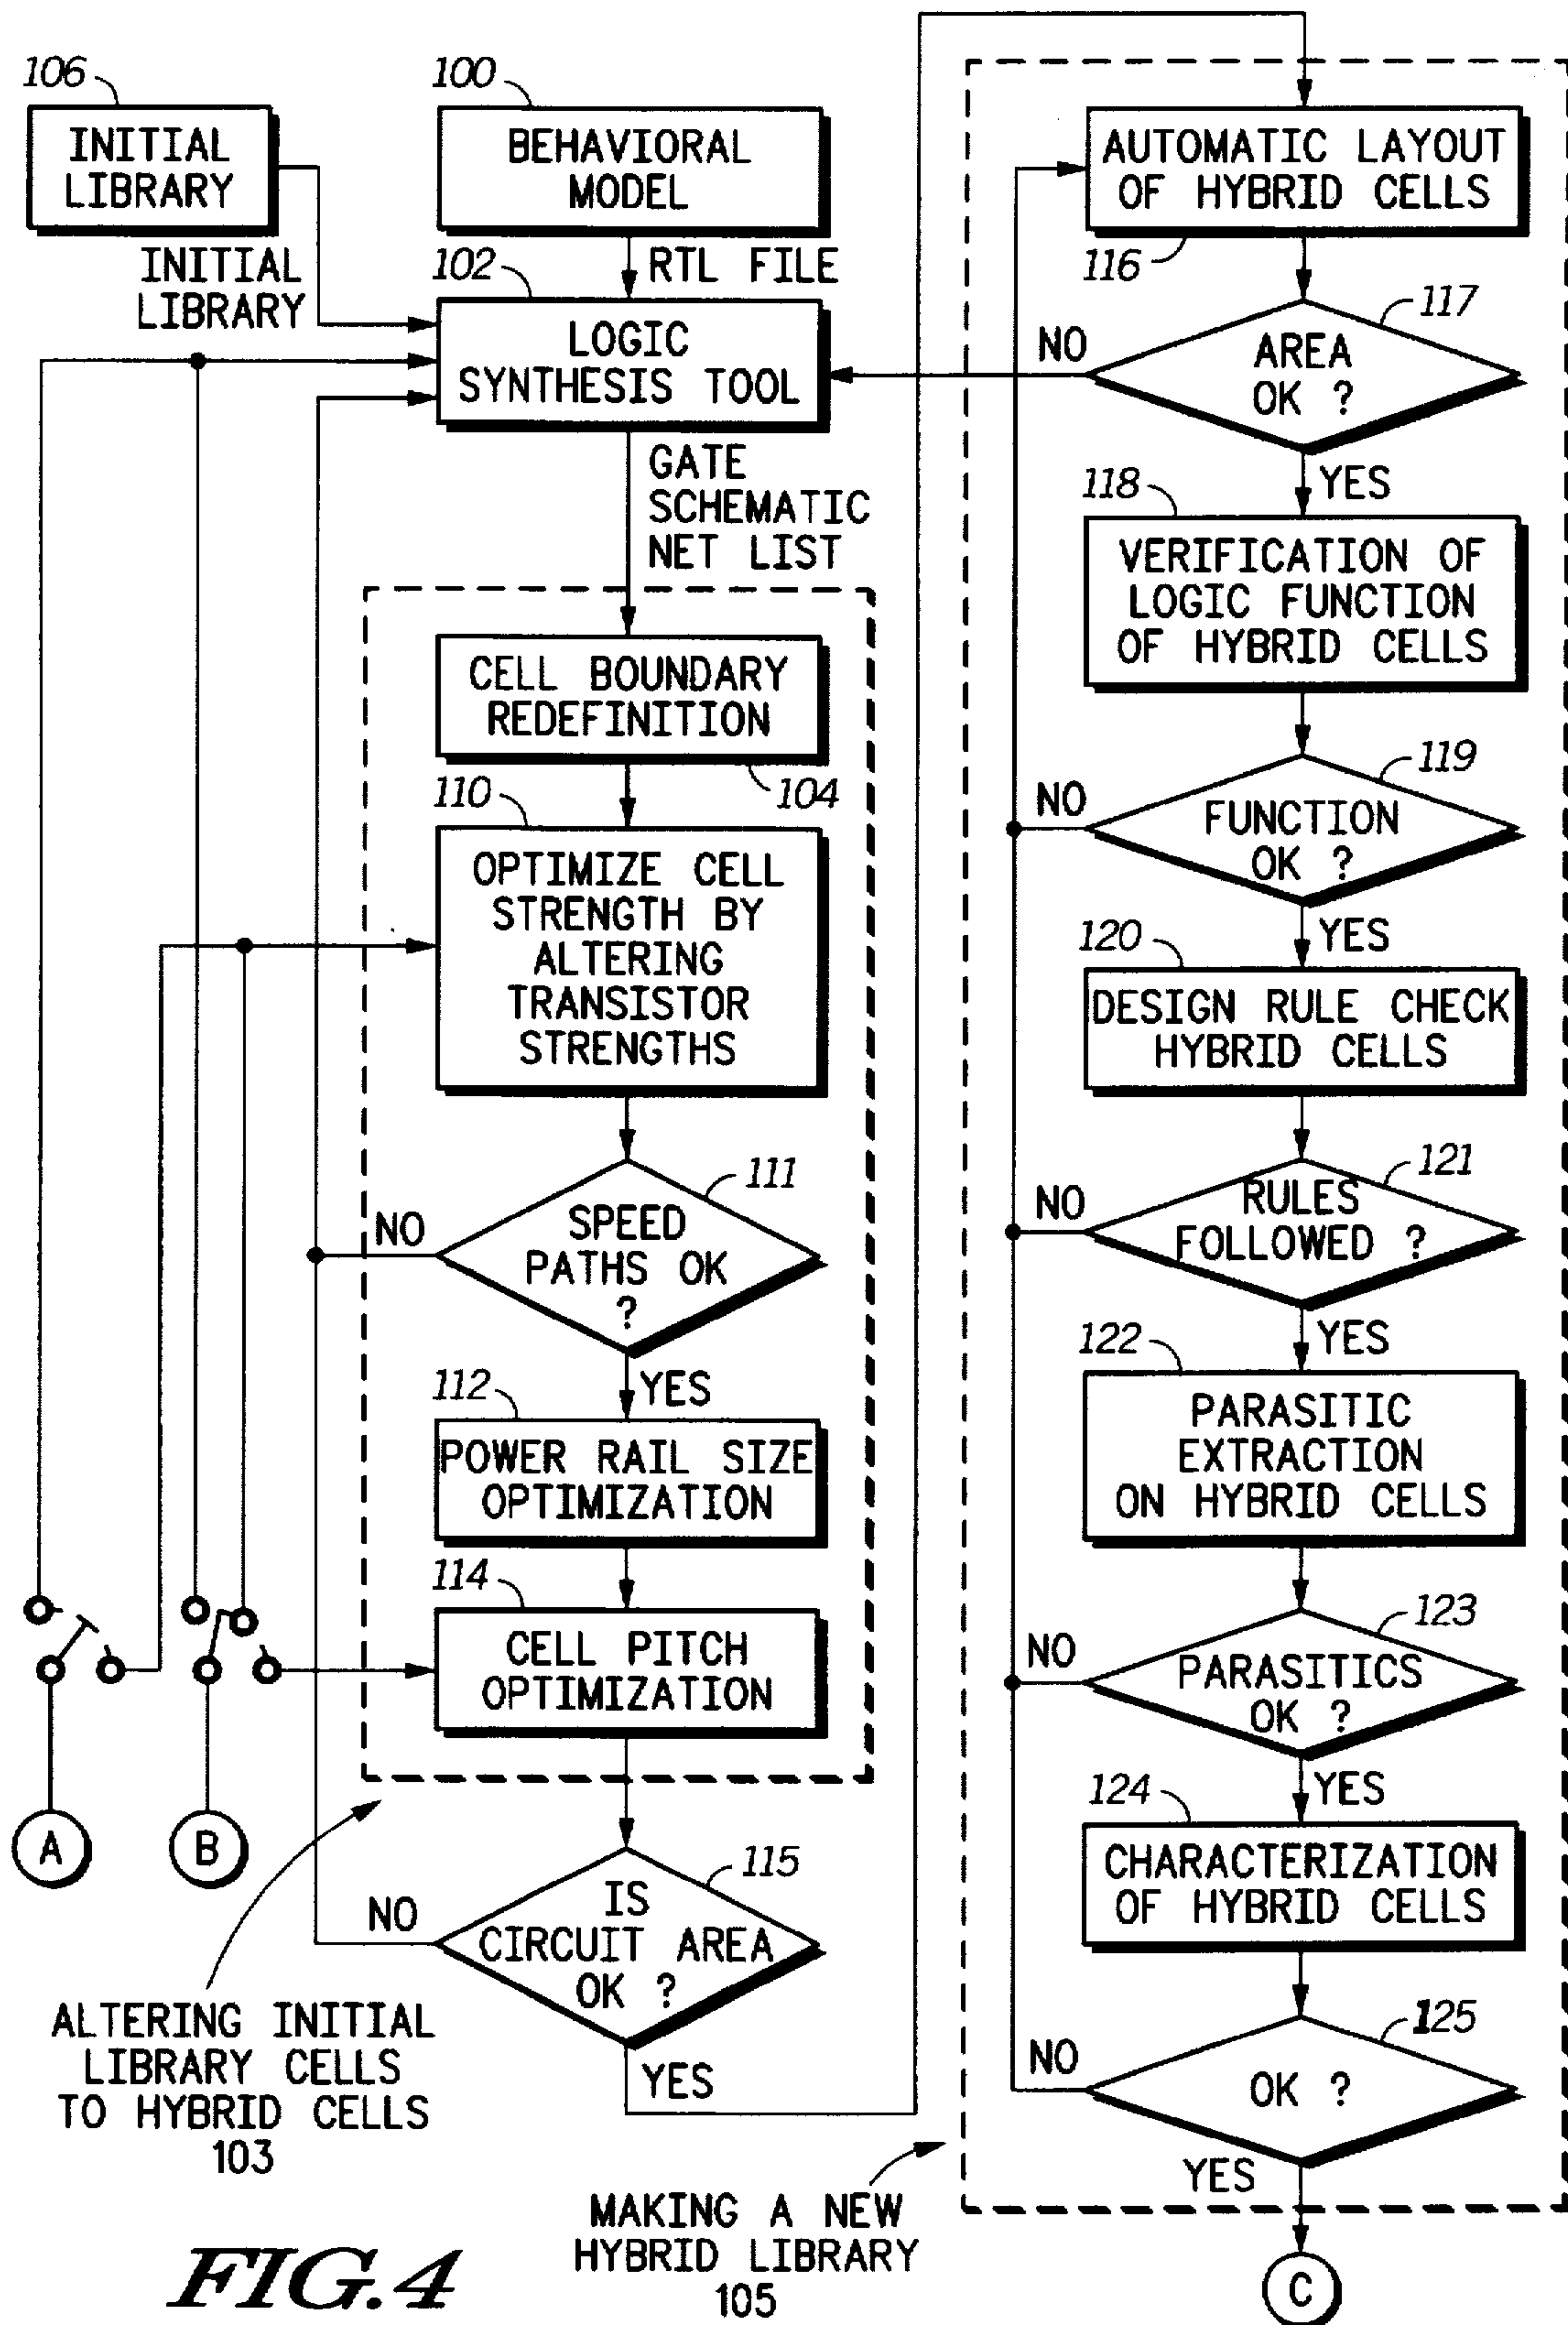 106
INITIAL
LIBRARY
INITIAL
LIBRARY
100
BEHAVIORAL
MODEL
RTL FILE
102
LOGIC
SYNTHESIS TOOL
GATE
SCHEMATIC
NET LIST
CELL BOUNDARY
REDEFINITION
104
110
OPTIMIZE CELL
STRENGTH BY
ALTERING
TRANSISTOR
STRENGTHS
111
SPEED
PATHS OK
?
NO
YES
112
POWER RAIL SIZE
OPTIMIZATION
114
CELL PITCH
OPTIMIZATION
A
B
115
IS
CIRCUIT AREA
OK ?
NO
YES
ALTERING INITIAL
LIBRARY CELLS
TO HYBRID CELLS
103
AUTOMATIC LAYOUT
OF HYBRID CELLS
116
117
AREA
OK ?
NO
YES
118
VERIFICATION OF
LOGIC FUNCTION
OF HYBRID CELLS
119
FUNCTION
OK ?
NO
YES
120
DESIGN RULE CHECK
HYBRID CELLS
121
RULES
FOLLOWED ?
NO
YES
122
PARASITIC
EXTRACTION
ON HYBRID CELLS
123
PARASITICS
OK ?
NO
YES
124
CHARACTERIZATION
OF HYBRID CELLS
125
OK ?
NO
YES
C
MAKING A NEW
HYBRID LIBRARY
105
FIG.4